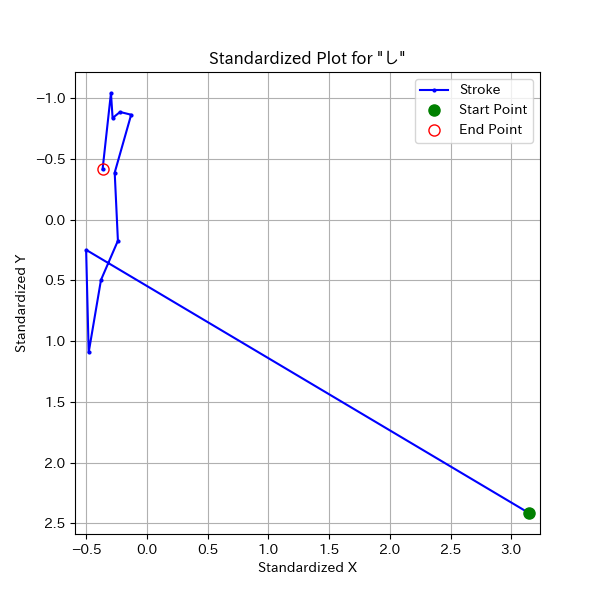 Standardized Plot for "し"
Stroke
Start Point
End Point
−1.0
−0.5
0.0
0.5
1.0
1.5
2.0
2.5
Standardized Y
−0.5 0.0 0.5 1.0 1.5 2.0 2.5 3.0
Standardized X